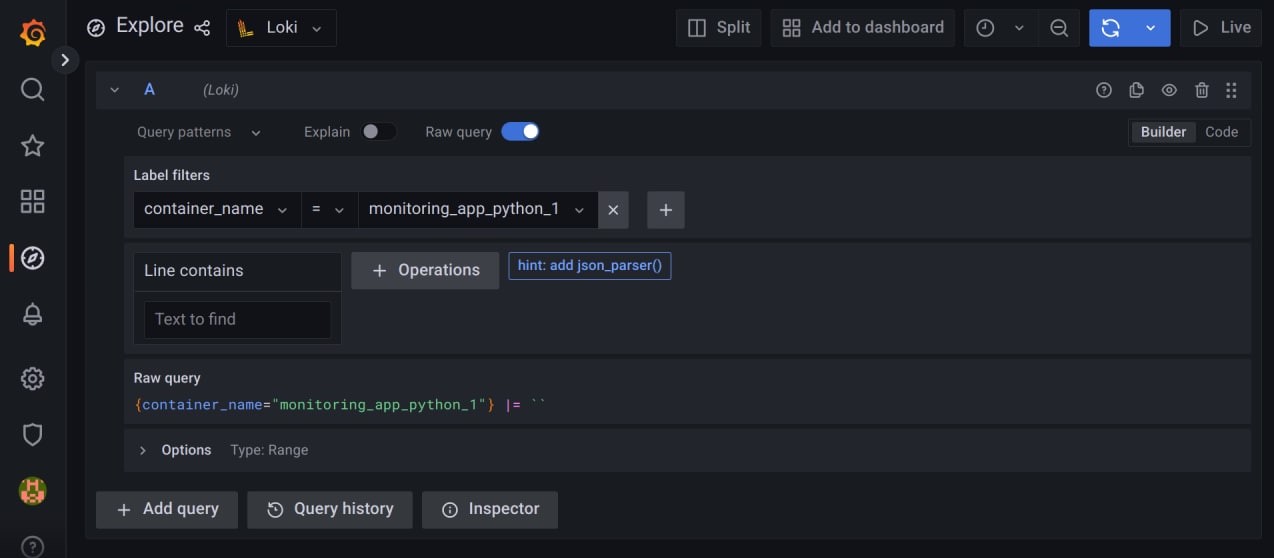 Explore
Loki
Split
Add to dashboard
Live
A
(Loki)
Query patterns
Explain
Raw query
Builder
Code
Label filters
container_name
=
monitoring_app_python_1
Line contains
Operations
hint: add json_parser()
Text to find
Raw query
{container_name="monitoring_app_python_1"} |= ``
Options
Type: Range
Add query
Query history
Inspector